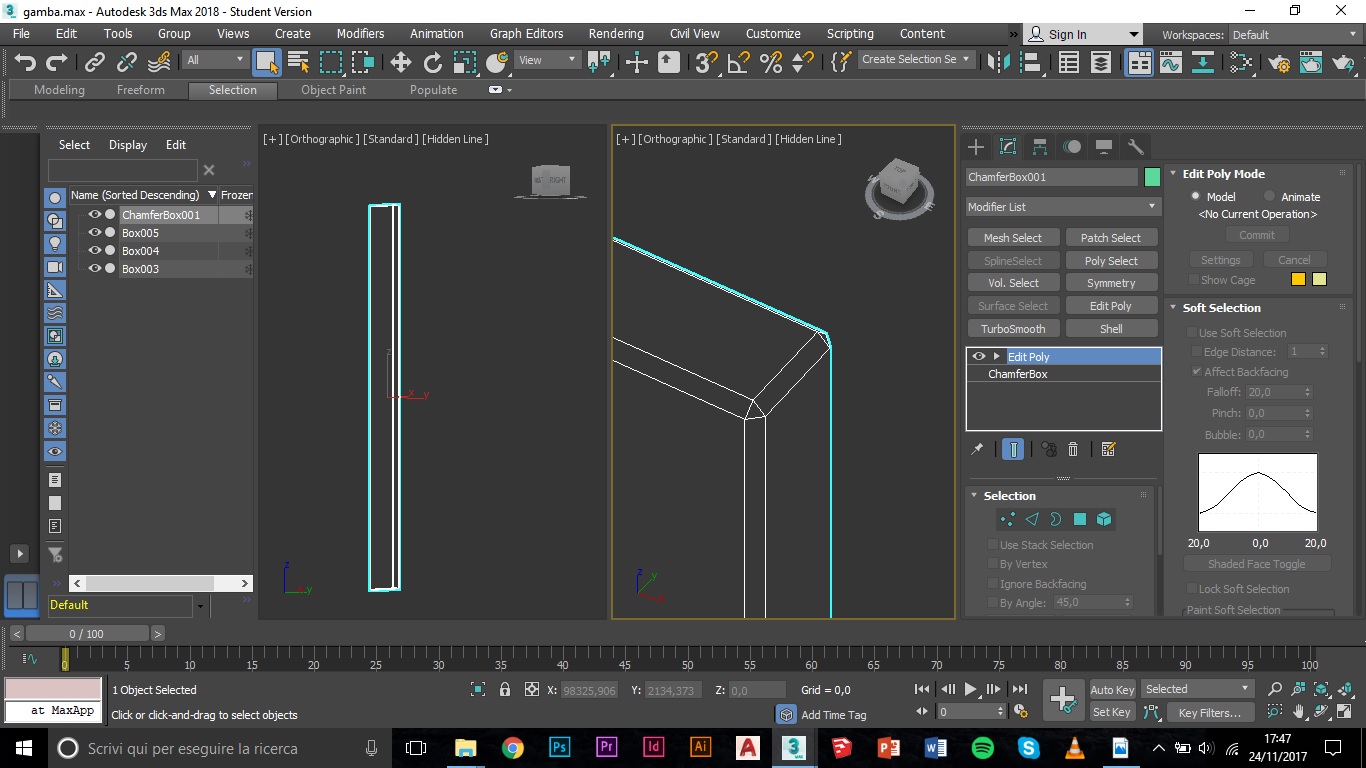 gamba.max - Autodesk 3ds Max 2018 - Student Version
File Edit Tools Group Views Create Modifiers Animation Graph Editors Rendering Civil View Customize Scripting Content » Sign In Workspaces: Default
All View Create Selection Se
Modeling Freeform Selection Object Paint Populate
Select Display Edit
Name (Sorted Descending) Frozen
ChamferBox001
Box005
Box004
Box003
Default
[+] [Orthographic ] [Standard ] [Hidden Line ]
RIGHT
z
x y
z
y
[+] [Orthographic ] [Standard ] [Hidden Line ]
TOP
S E
z
y
ChamferBox001
Modifier List
Mesh Select Patch Select
SplineSelect Poly Select
Vol. Select Symmetry
Surface Select Edit Poly
TurboSmooth Shell
Edit Poly
ChamferBox
Selection
Use Stack Selection
By Vertex
Ignore Backfacing
By Angle: 45,0
Edit Poly Mode
Model Animate
<No Current Operation>
Commit
Settings Cancel
Show Cage
Soft Selection
Use Soft Selection
Edge Distance: 1
Affect Backfacing
Falloff: 20,0
Pinch: 0,0
Bubble: 0,0
20,0 0,0 20,0
Shaded Face Toggle
Lock Soft Selection
Paint Soft Selection
< 0 / 100 >
0 5 10 15 20 25 30 35 40 45 50 55 60 65 70 75 80 85 90 95 100
1 Object Selected X: 98325,906 Y: 2134,373 Z: 0,0 Grid = 0,0 Auto Key Selected
at MaxApp Click or click-and-drag to select objects Add Time Tag 0 Set Key Key Filters...
Scrivi qui per eseguire la ricerca
Ps Pr Id Ai A 3
17:47
24/11/2017